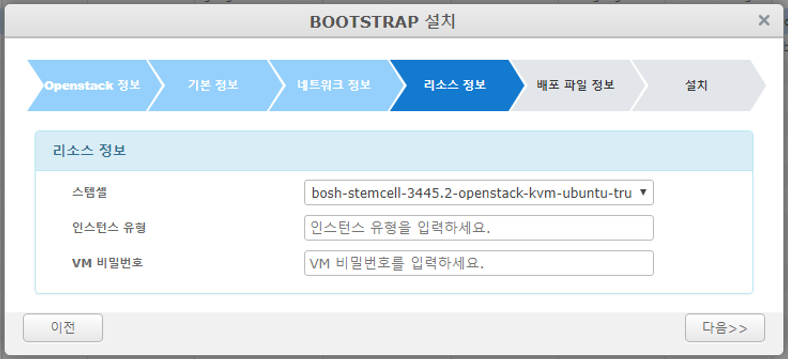 BOOTSTRAP 설치
Openstack 정보 기본 정보 네트워크 정보 리소스 정보 배포 파일 정보 설치
리소스 정보
스템셀 bosh-stemcell-3445.2-openstack-kvm-ubuntu-tru
인스턴스 유형 인스턴스 유형을 입력하세요.
VM 비밀번호 VM 비밀번호를 입력하세요.
이전 다음>>